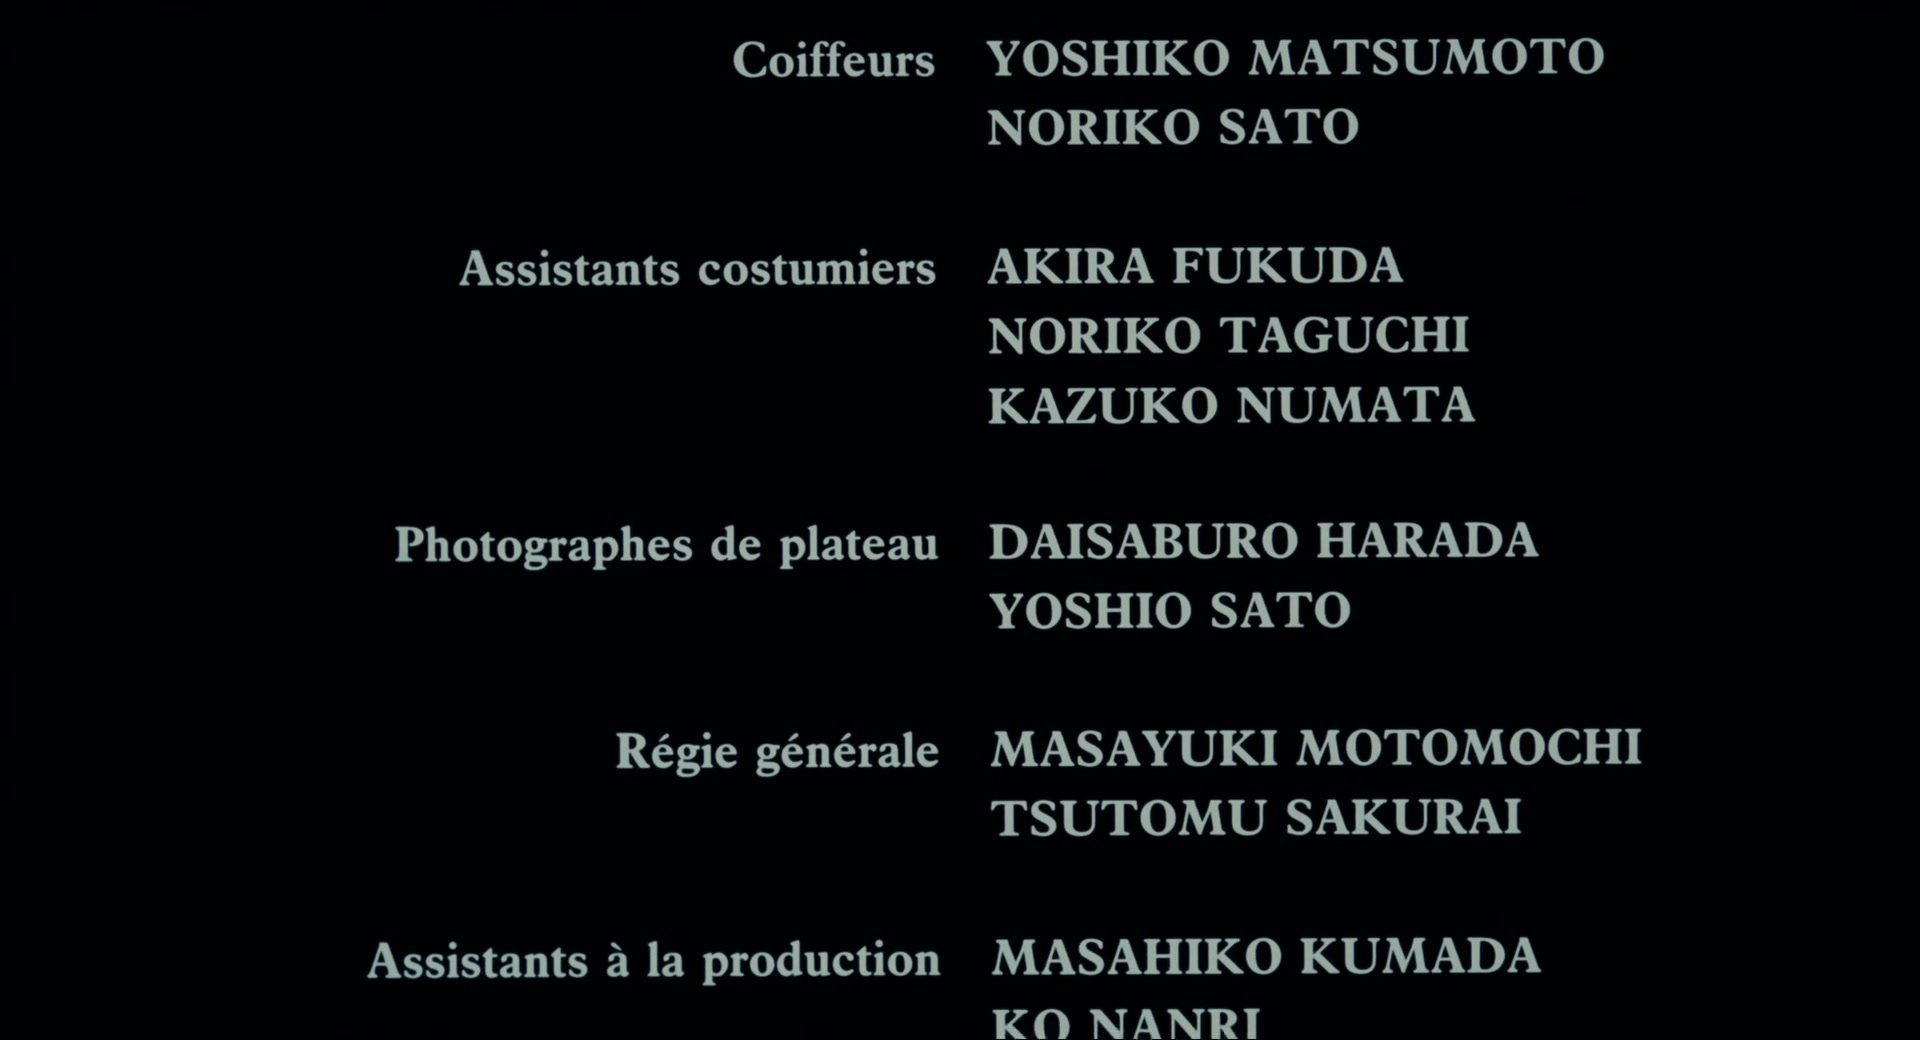 Coiffeurs YOSHIKO MATSUMOTO
NORIKO SATO
Assistants costumiers AKIRA FUKUDA
NORIKO TAGUCHI
KAZUKO NUMATA
Photographes de plateau DAISABURO HARADA
YOSHIO SATO
Régie générale MASAYUKI MOTOMOCHI
TSUTOMU SAKURAI
Assistants à la production MASAHIKO KUMADA
KO NANRI